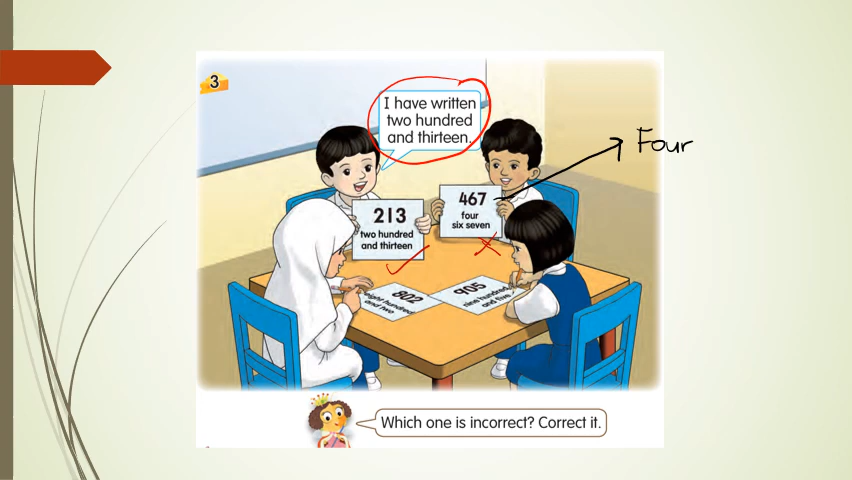 3
I have written
two hundred
and thirteen.
Four
467
four
six seven
213
two hundred
and thirteen
802
eight hundred
and two
905
nine hundred
and five
Which one is incorrect? Correct it.